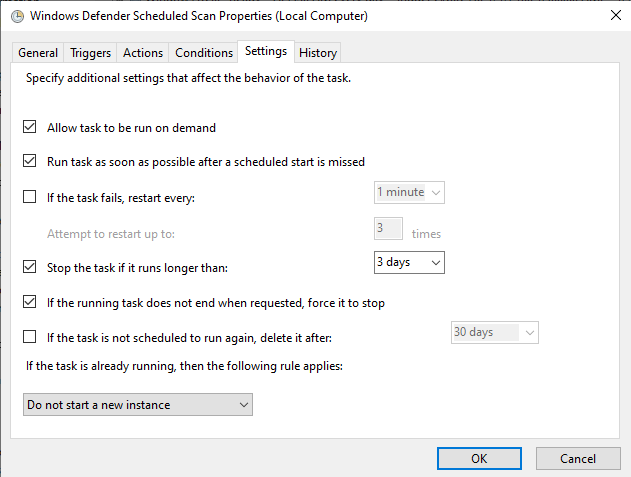 Windows Defender Scheduled Scan Properties (Local Computer)
General Triggers Actions Conditions Settings History
Specify additional settings that affect the behavior of the task.
Allow task to be run on demand
Run task as soon as possible after a scheduled start is missed
If the task fails, restart every: 1 minute
Attempt to restart up to: 3 times
Stop the task if it runs longer than: 3 days
If the running task does not end when requested, force it to stop
If the task is not scheduled to run again, delete it after: 30 days
If the task is already running, then the following rule applies:
Do not start a new instance
OK Cancel